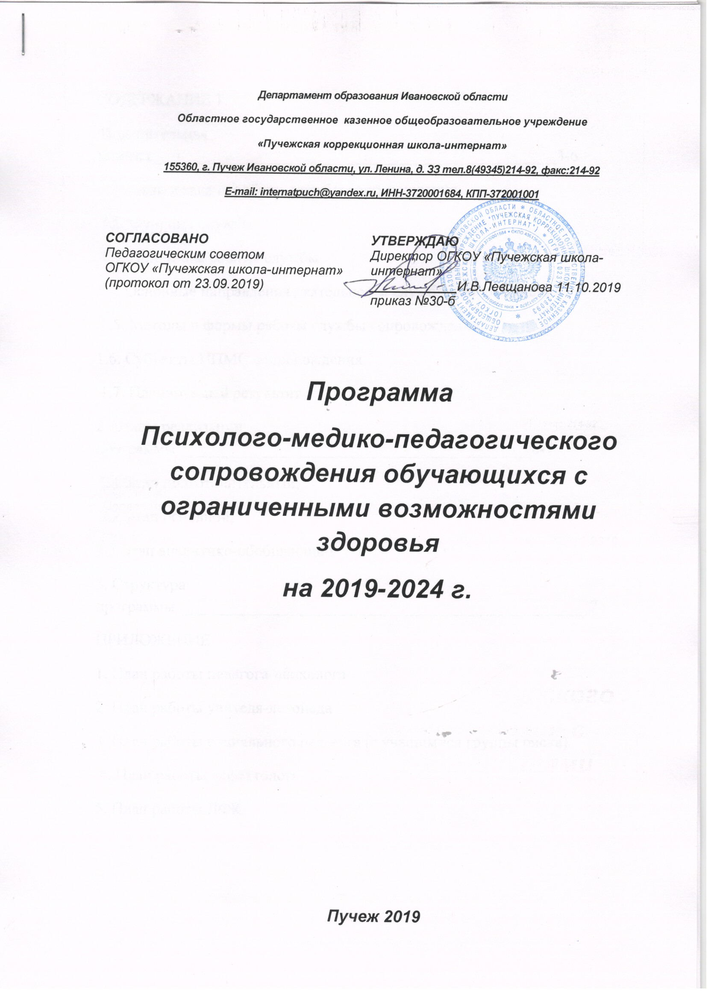 Департамент образования Ивановской области
Областное государственное казенное общеобразовательное учреждение
«Пучежская коррекционная школа-интернат»
155360, г. Пучеж Ивановской области, ул. Ленина, д. 33 тел.8(49345)214-92, факс:214-92
E-mail: internatpuch@yandex.ru, ИНН-3720001684, КПП-372001001
СОГЛАСОВАНО
Педагогическим советом
ОГКОУ «Пучежская школа-интернат»
(протокол от 23.09.2019)
УТВЕРЖДАЮ
Директор ОГКОУ «Пучежская школа-
интернат»
И.В.Левщанова 11.10.2019
приказ №30-б
Программа
Психолого-медико-педагогического
сопровождения обучающихся с
ограниченными возможностями
здоровья
на 2019-2024 г.
Пучеж 2019